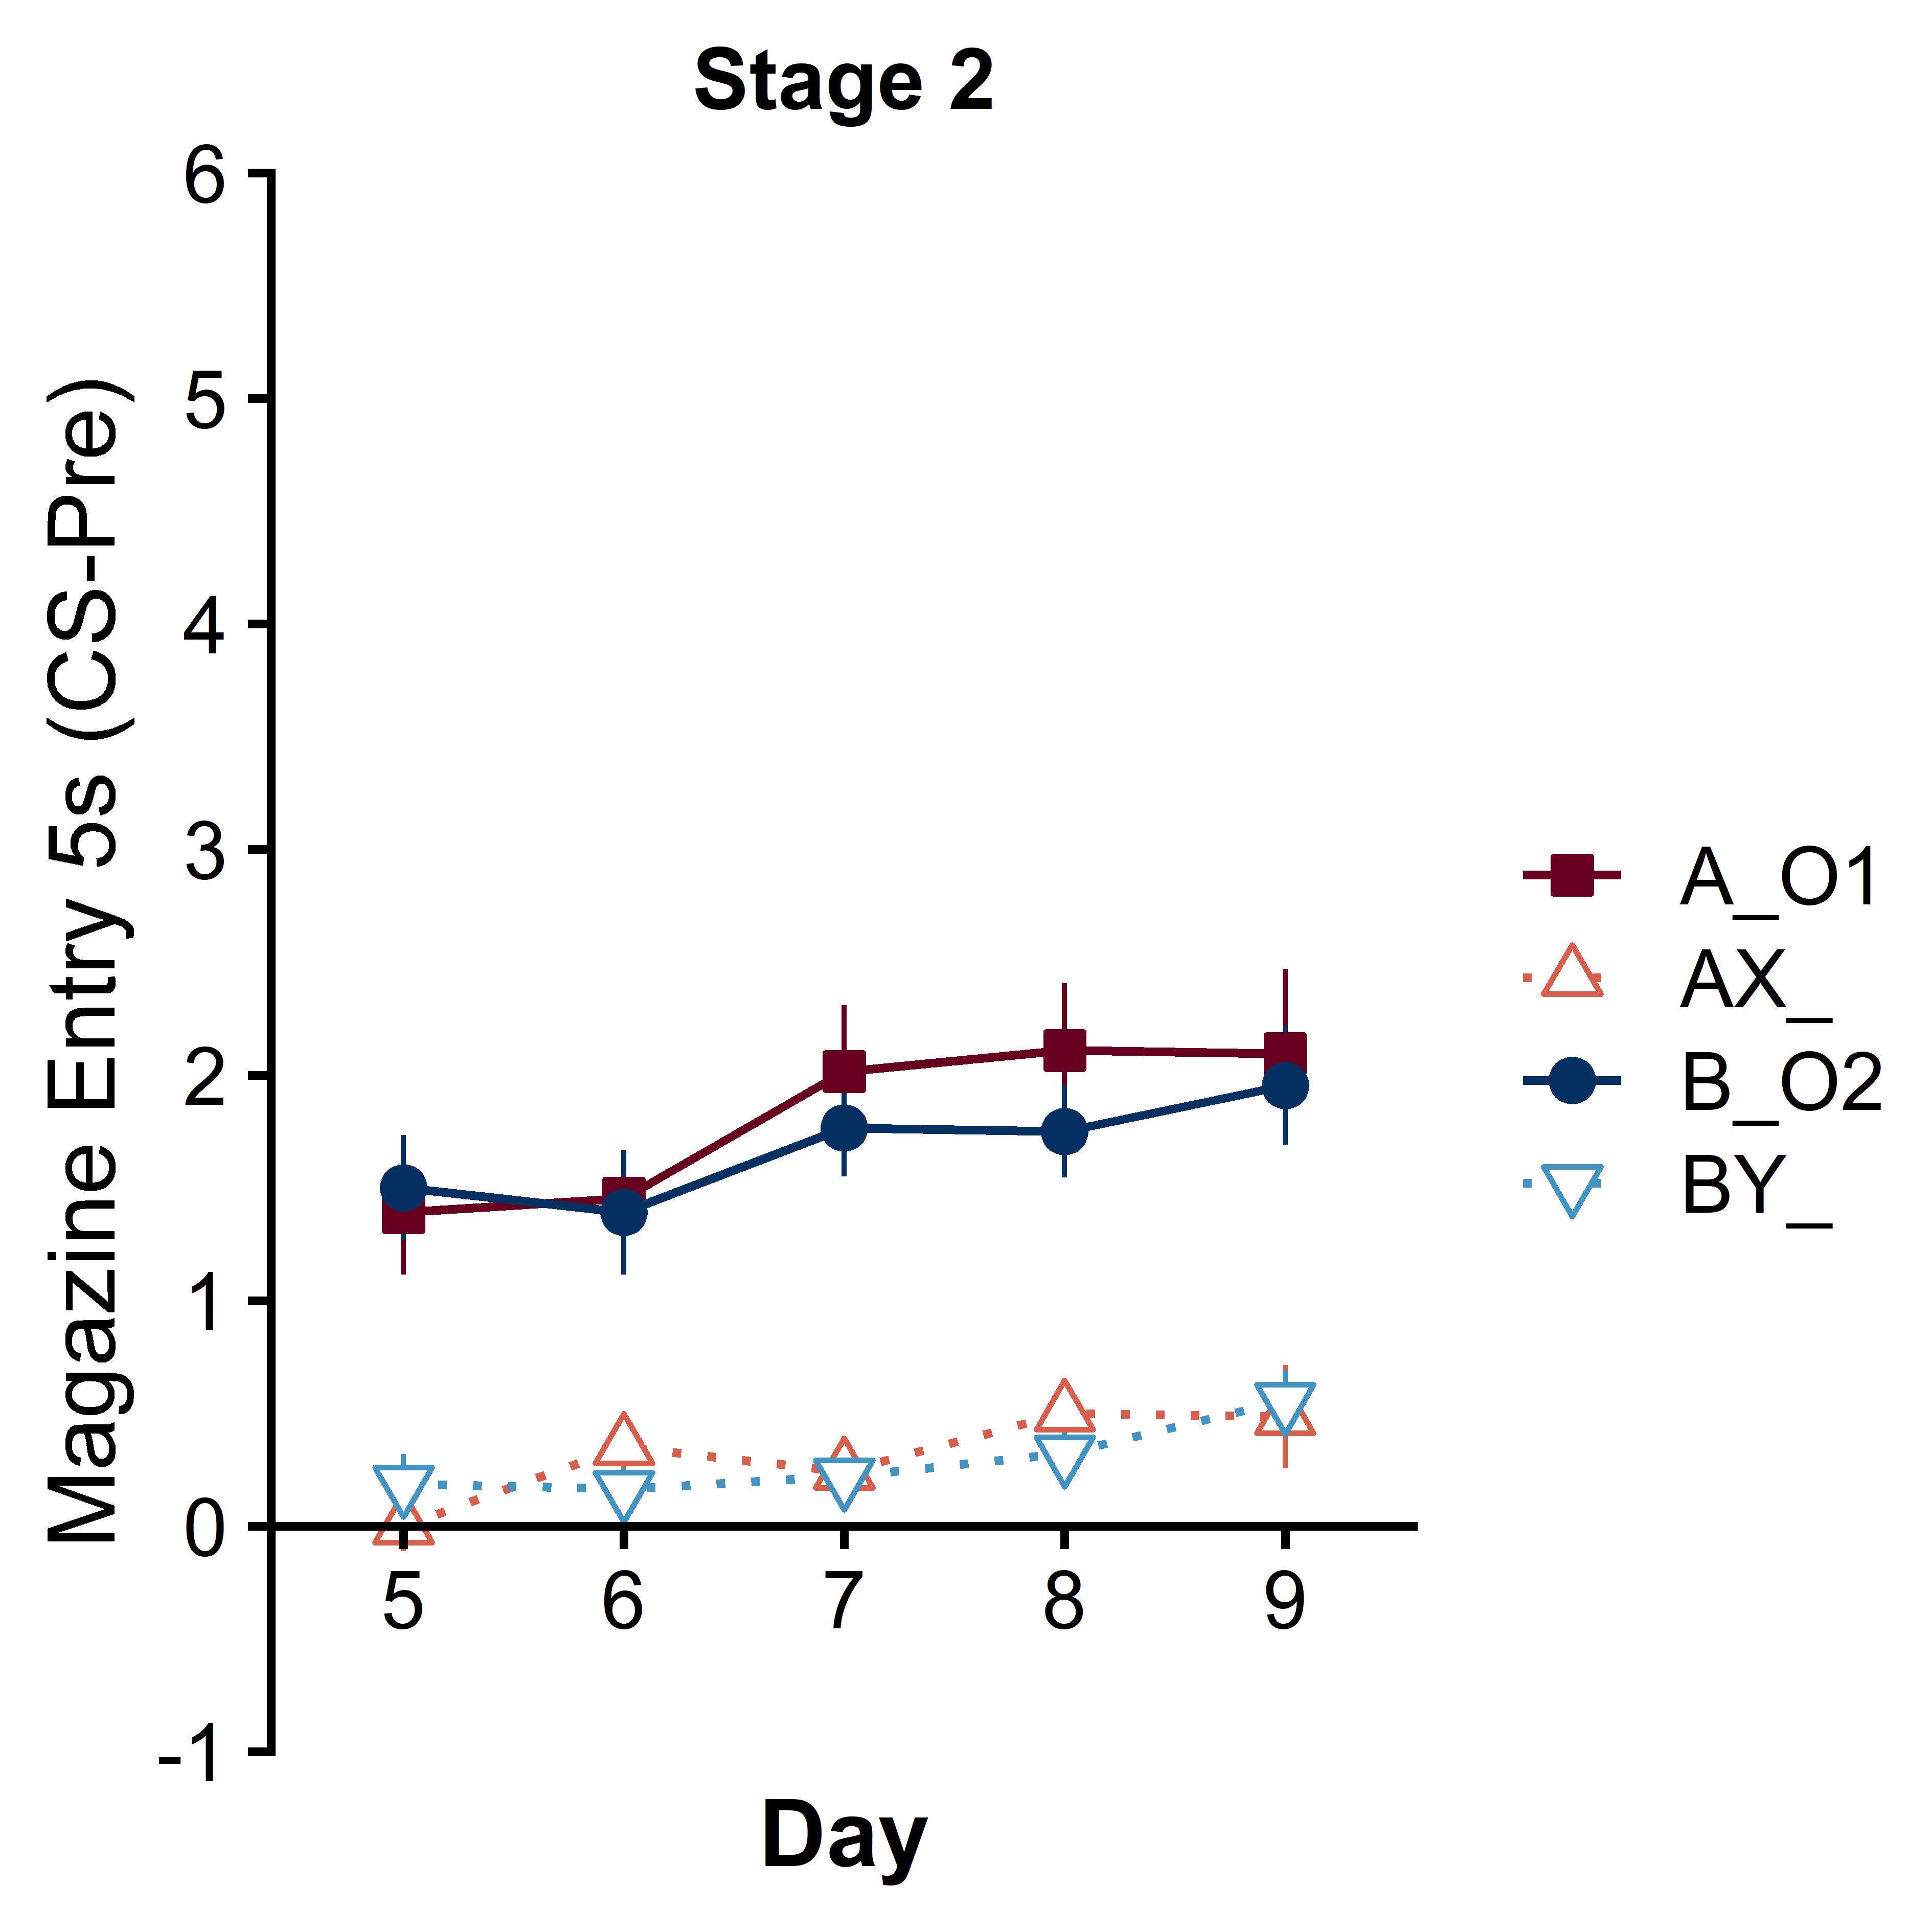 Stage 2
Magazine Entry 5s (CS-Pre)
6
5
4
3
2
1
0
-1
5 6 7 8 9
Day
A_O1
AX_
B_O2
BY_